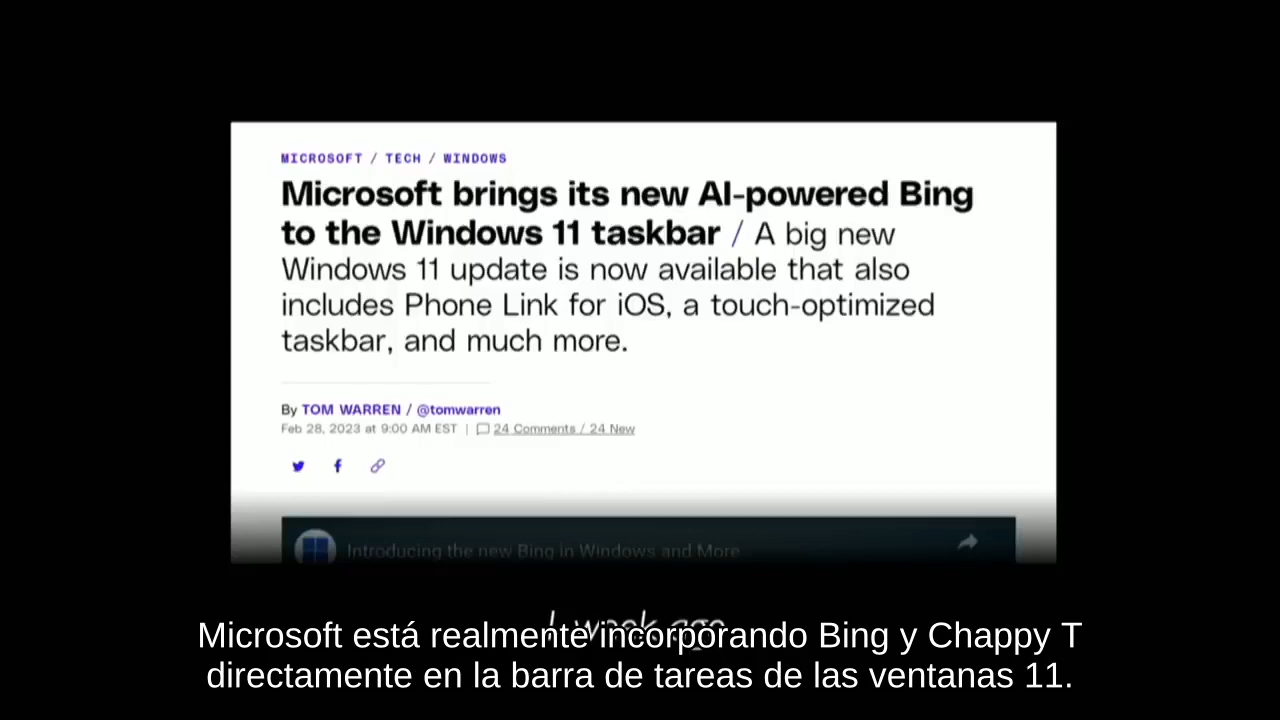 MICROSOFT / TECH / WINDOWS
Microsoft brings its new AI-powered Bing
to the Windows 11 taskbar / A big new
Windows 11 update is now available that also
includes Phone Link for iOS, a touch-optimized
taskbar, and much more.
By TOM WARREN / @tomwarren
Feb 28, 2023 at 9:00 AM EST | 24 Comments / 24 New
Introducing the new Bing in Windows and More
1 week ago
Microsoft está realmente incorporando Bing y Chappy T
directamente en la barra de tareas de las ventanas 11.